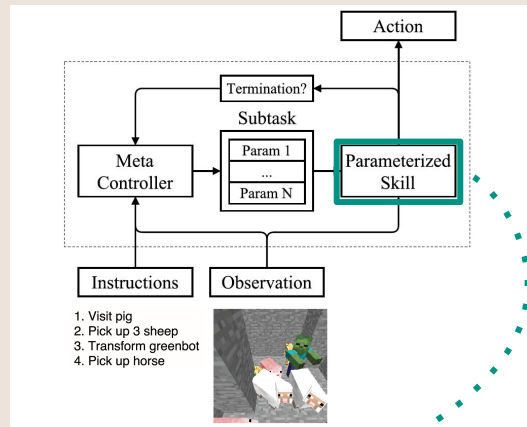 Action
Termination?
Subtask
Meta
Controller
Param 1
...
Param N
Parameterized
Skill
Instructions
Observation
1. Visit pig
2. Pick up 3 sheep
3. Transform greenbot
4. Pick up horse